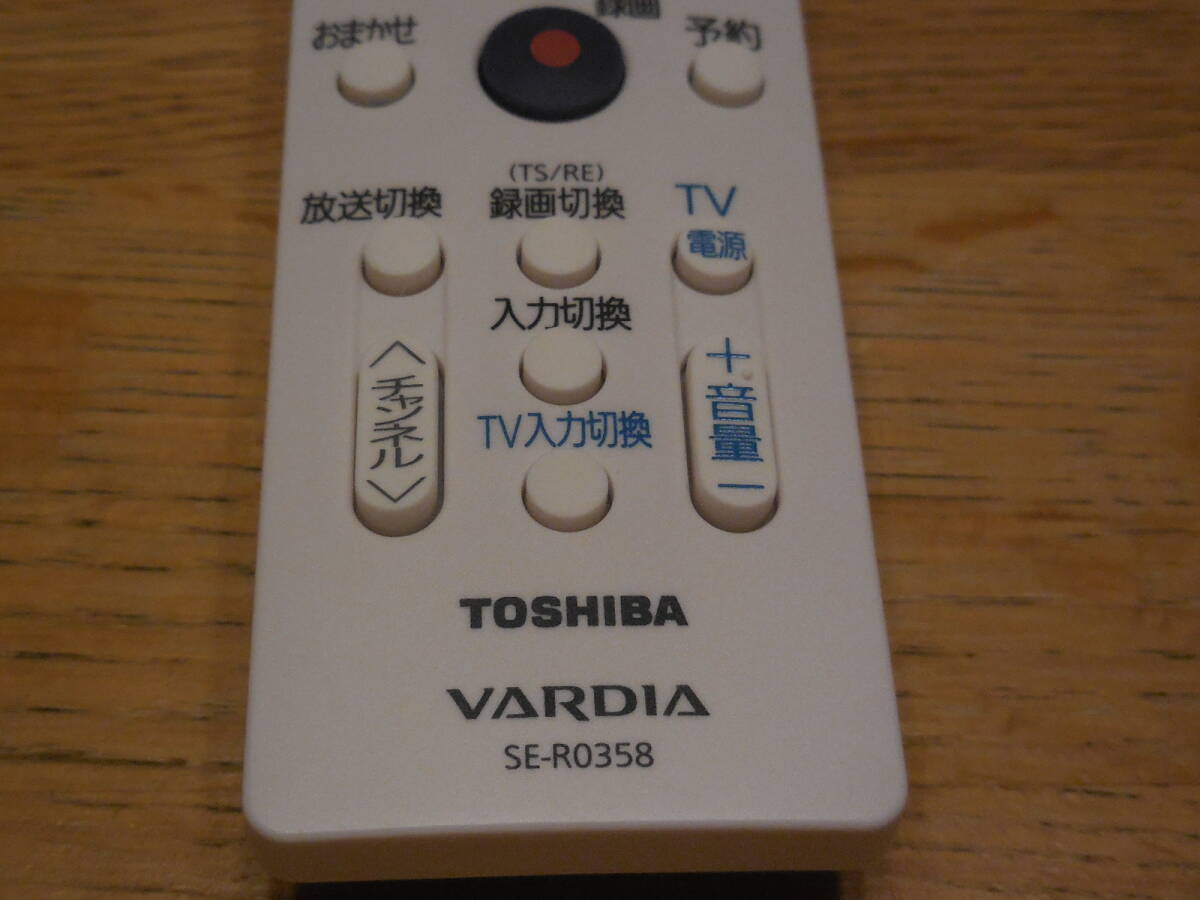 録画
おまかせ
予約
(TS/RE)
放送切換
録画切換
TV
電源
入力切換
TV入力切換
チャンネル
+
音量
-
TOSHIBA
VARDIA
SE-R0358